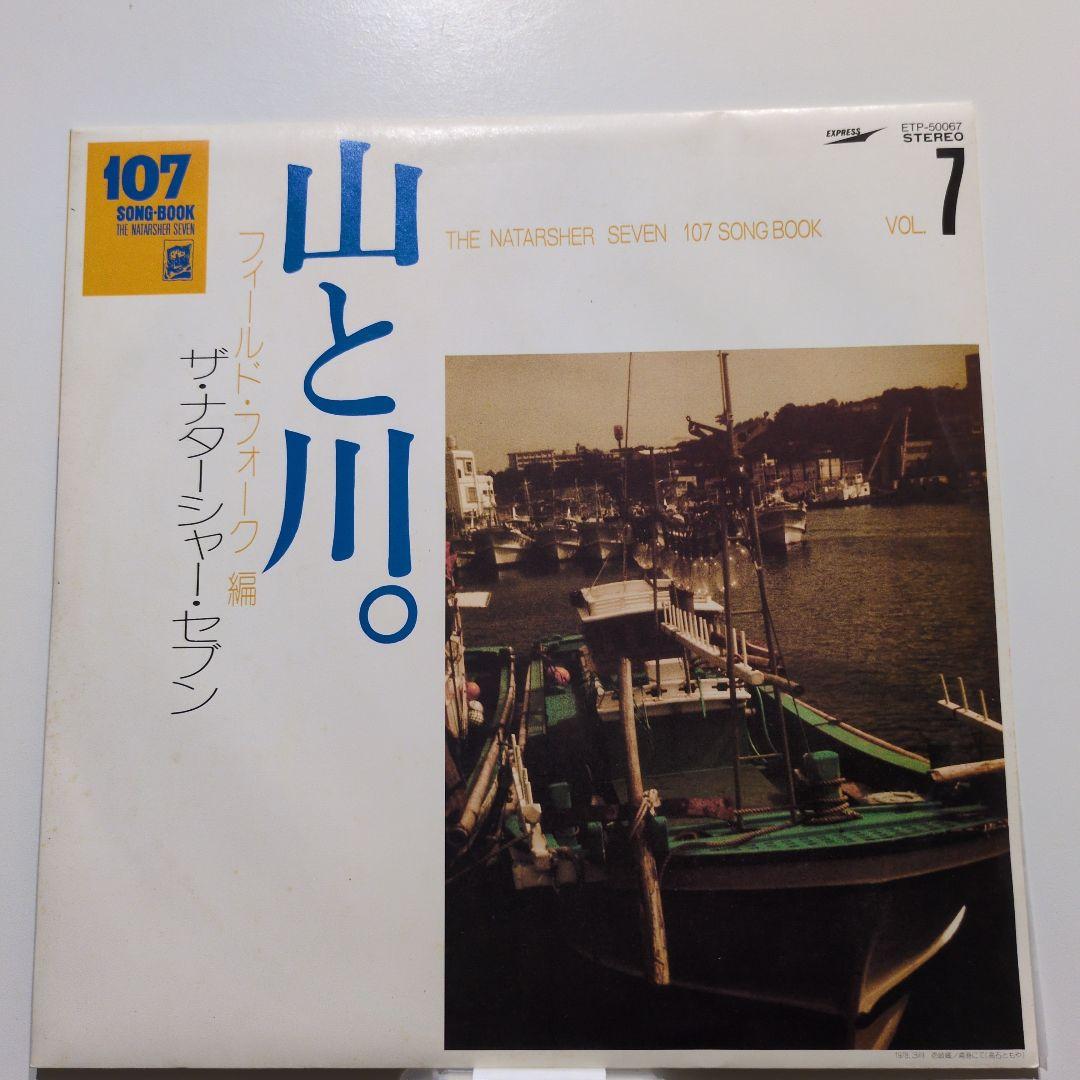 107
SONG-BOOK
THE NATARSHER SEVEN
山と川。
フィールド・フォーク編
ザ・ナターシャー・セブン
EXPRESS
ETP-50067
STEREO
THE NATARSHER SEVEN 107 SONG BOOK VOL. 7